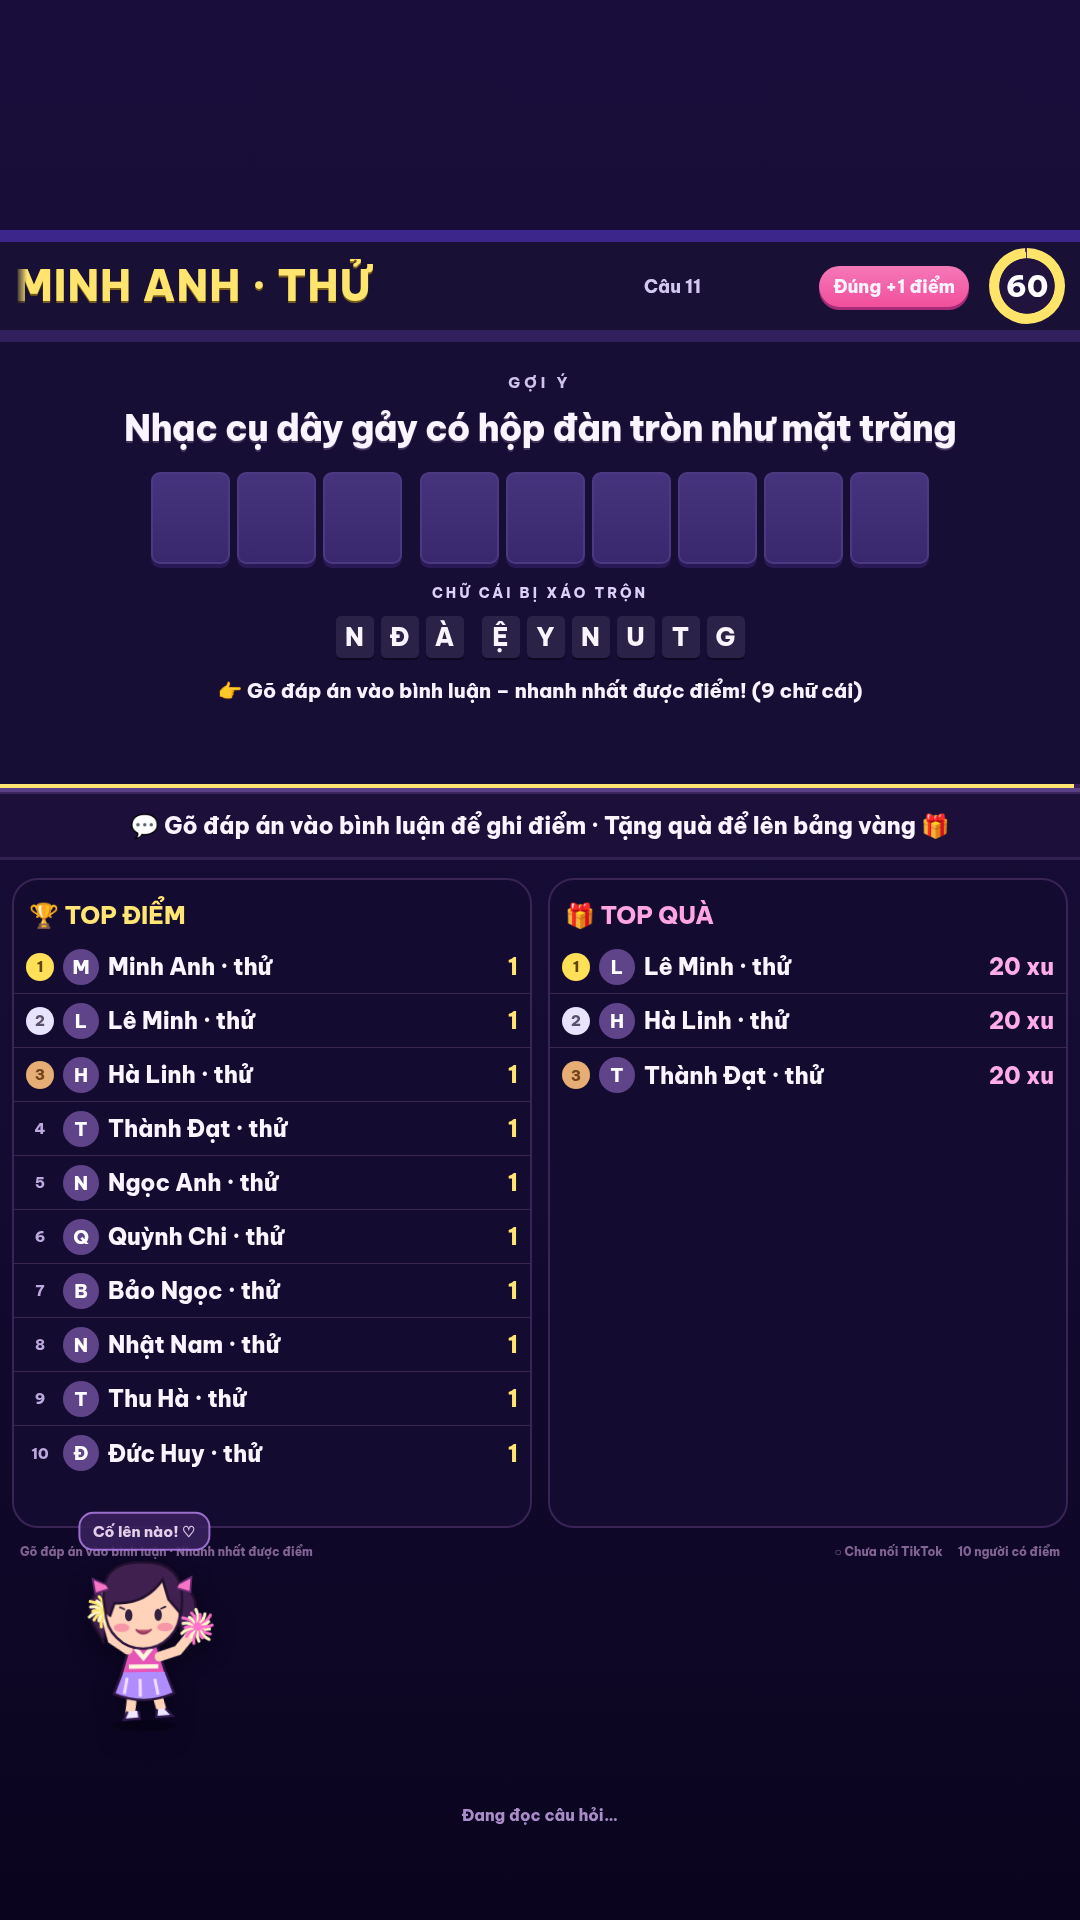 MINH ANH · THỬ
Câu 11
Đúng +1 điểm
60
GỢI Ý
Nhạc cụ dây gảy có hộp đàn tròn như mặt trăng
CHỮ CÁI BỊ XÁO TRỘN
N Đ À Ệ Y N U T G
👉 Gõ đáp án vào bình luận – nhanh nhất được điểm! (9 chữ cái)
💬 Gõ đáp án vào bình luận để ghi điểm · Tặng quà để lên bảng vàng 🎁
🏆 TOP ĐIỂM
1 M Minh Anh · thử 1
2 L Lê Minh · thử 1
3 H Hà Linh · thử 1
4 T Thành Đạt · thử 1
5 N Ngọc Anh · thử 1
6 Q Quỳnh Chi · thử 1
7 B Bảo Ngọc · thử 1
8 N Nhật Nam · thử 1
9 T Thu Hà · thử 1
10 Đ Đức Huy · thử 1
🎁 TOP QUÀ
1 L Lê Minh · thử 20 xu
2 H Hà Linh · thử 20 xu
3 T Thành Đạt · thử 20 xu
Cố lên nào! ♡
Gõ đáp án vào bình luận · Nhanh nhất được điểm
○ Chưa nối TikTok
10 người có điểm
Đang đọc câu hỏi...